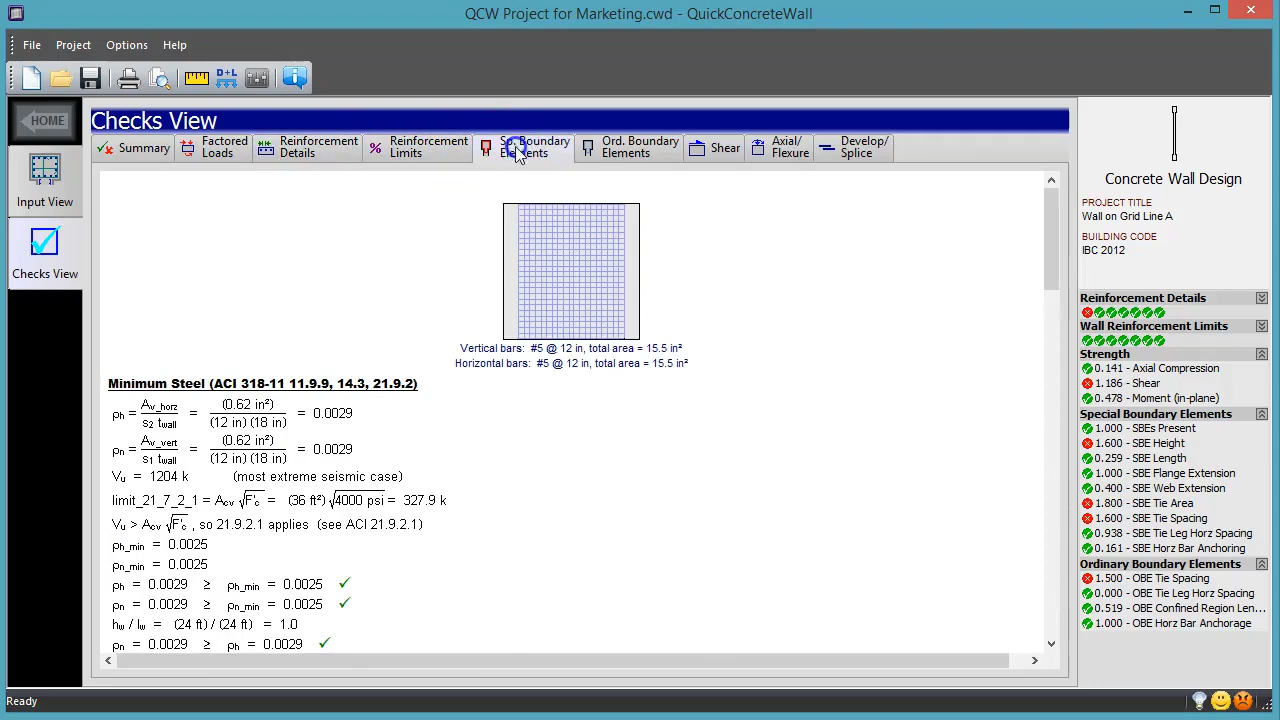 QCW Project for Marketing.cwd - QuickConcreteWall
File Project Options Help
D+L
HOME
Input View
Checks View
Checks View
Summary
Factored Loads
Reinforcement Details
Reinforcement Limits
Sp. Boundary Elements
Ord. Boundary Elements
Shear
Axial/ Flexure
Develop/ Splice
Vertical bars: #5 @ 12 in, total area = 15.5 in²
Horizontal bars: #5 @ 12 in, total area = 15.5 in²
Minimum Steel (ACI 318-11 11.9.9, 14.3, 21.9.2)
ρh = Av_horz / s2 twall = (0.62 in²) / (12 in) (18 in) = 0.0029
ρn = Av_vert / s1 twall = (0.62 in²) / (12 in) (18 in) = 0.0029
Vu = 1204 k (most extreme seismic case)
limit_21_7_2_1 = Acv √F'c = (36 ft²) √4000 psi = 327.9 k
Vu > Acv √F'c , so 21.9.2.1 applies (see ACI 21.9.2.1)
ρh_min = 0.0025
ρn_min = 0.0025
ρh = 0.0029 ≥ ρh_min = 0.0025 ✓
ρn = 0.0029 ≥ ρn_min = 0.0025 ✓
hw / lw = (24 ft) / (24 ft) = 1.0
ρn = 0.0029 ≥ ρh = 0.0029 ✓
Concrete Wall Design
PROJECT TITLE
Wall on Grid Line A
BUILDING CODE
IBC 2012
Reinforcement Details
Wall Reinforcement Limits
Strength
0.141 - Axial Compression
1.186 - Shear
0.478 - Moment (in-plane)
Special Boundary Elements
1.000 - SBEs Present
1.600 - SBE Height
0.259 - SBE Length
1.000 - SBE Flange Extension
0.400 - SBE Web Extension
1.800 - SBE Tie Area
1.600 - SBE Tie Spacing
0.938 - SBE Tie Leg Horz Spacing
0.161 - SBE Horz Bar Anchoring
Ordinary Boundary Elements
1.500 - OBE Tie Spacing
0.000 - OBE Tie Leg Horz Spacing
0.519 - OBE Confined Region Len...
1.000 - OBE Horz Bar Anchorage
Ready